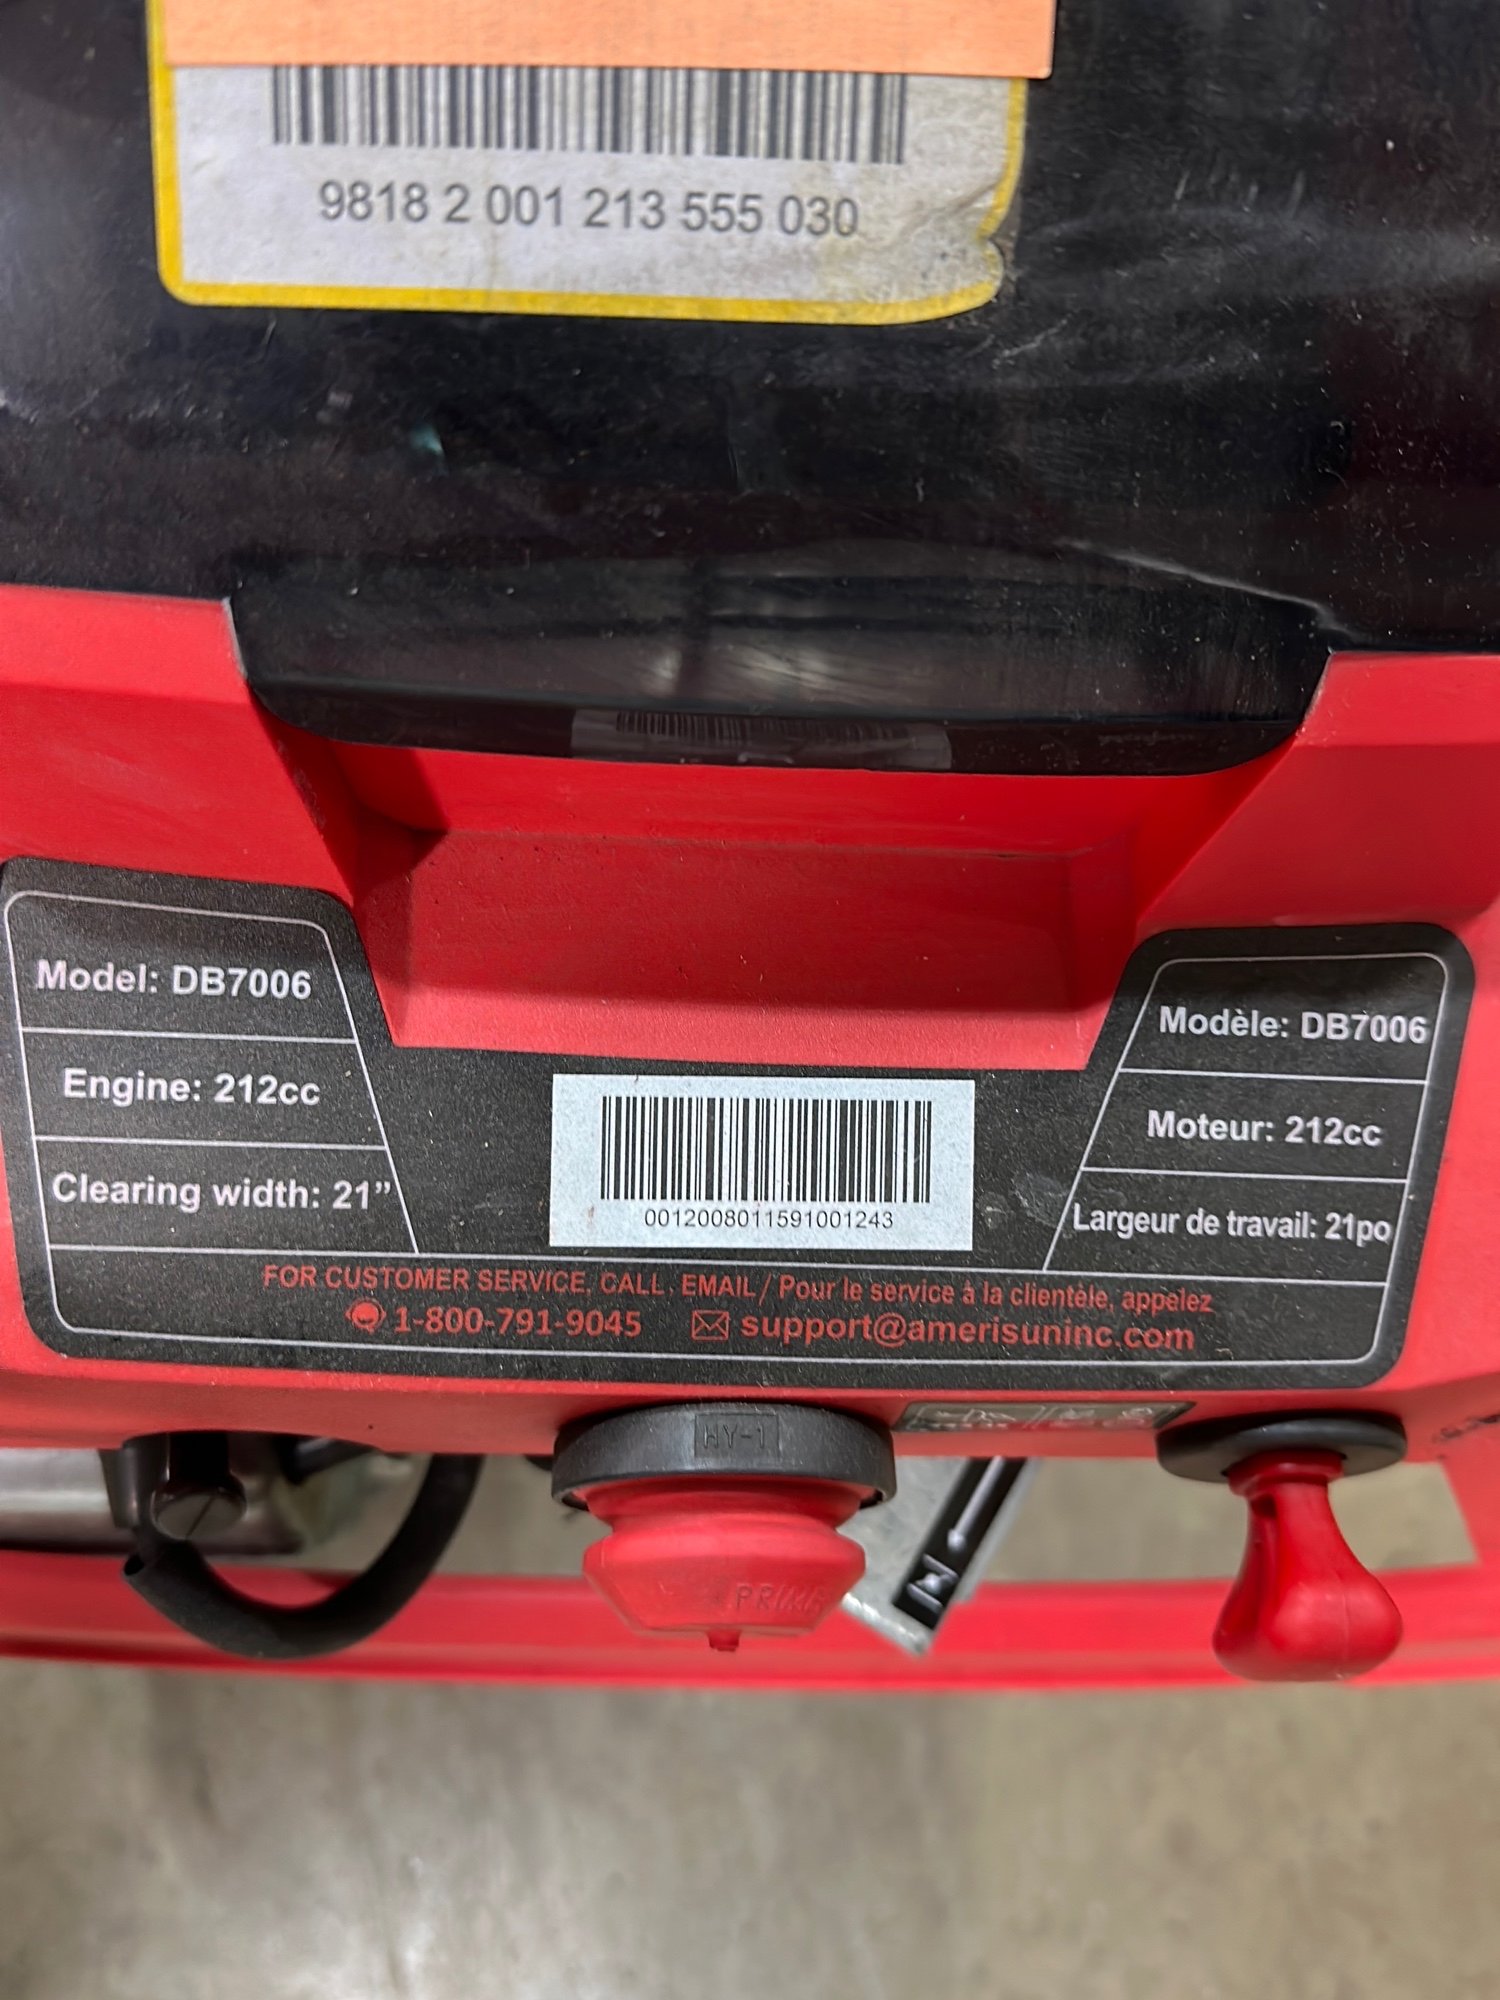 9818 2 001 213 555 030
Model: DB7006
Engine: 212cc
Clearing width: 21”
Modèle: DB7006
Moteur: 212cc
Largeur de travail: 21po
0012008011591001243
FOR CUSTOMER SERVICE, CALL, EMAIL / Pour le service à la clientèle, appelez
1-800-791-9045 support@amerisuninc.com
HY-1
PRIME